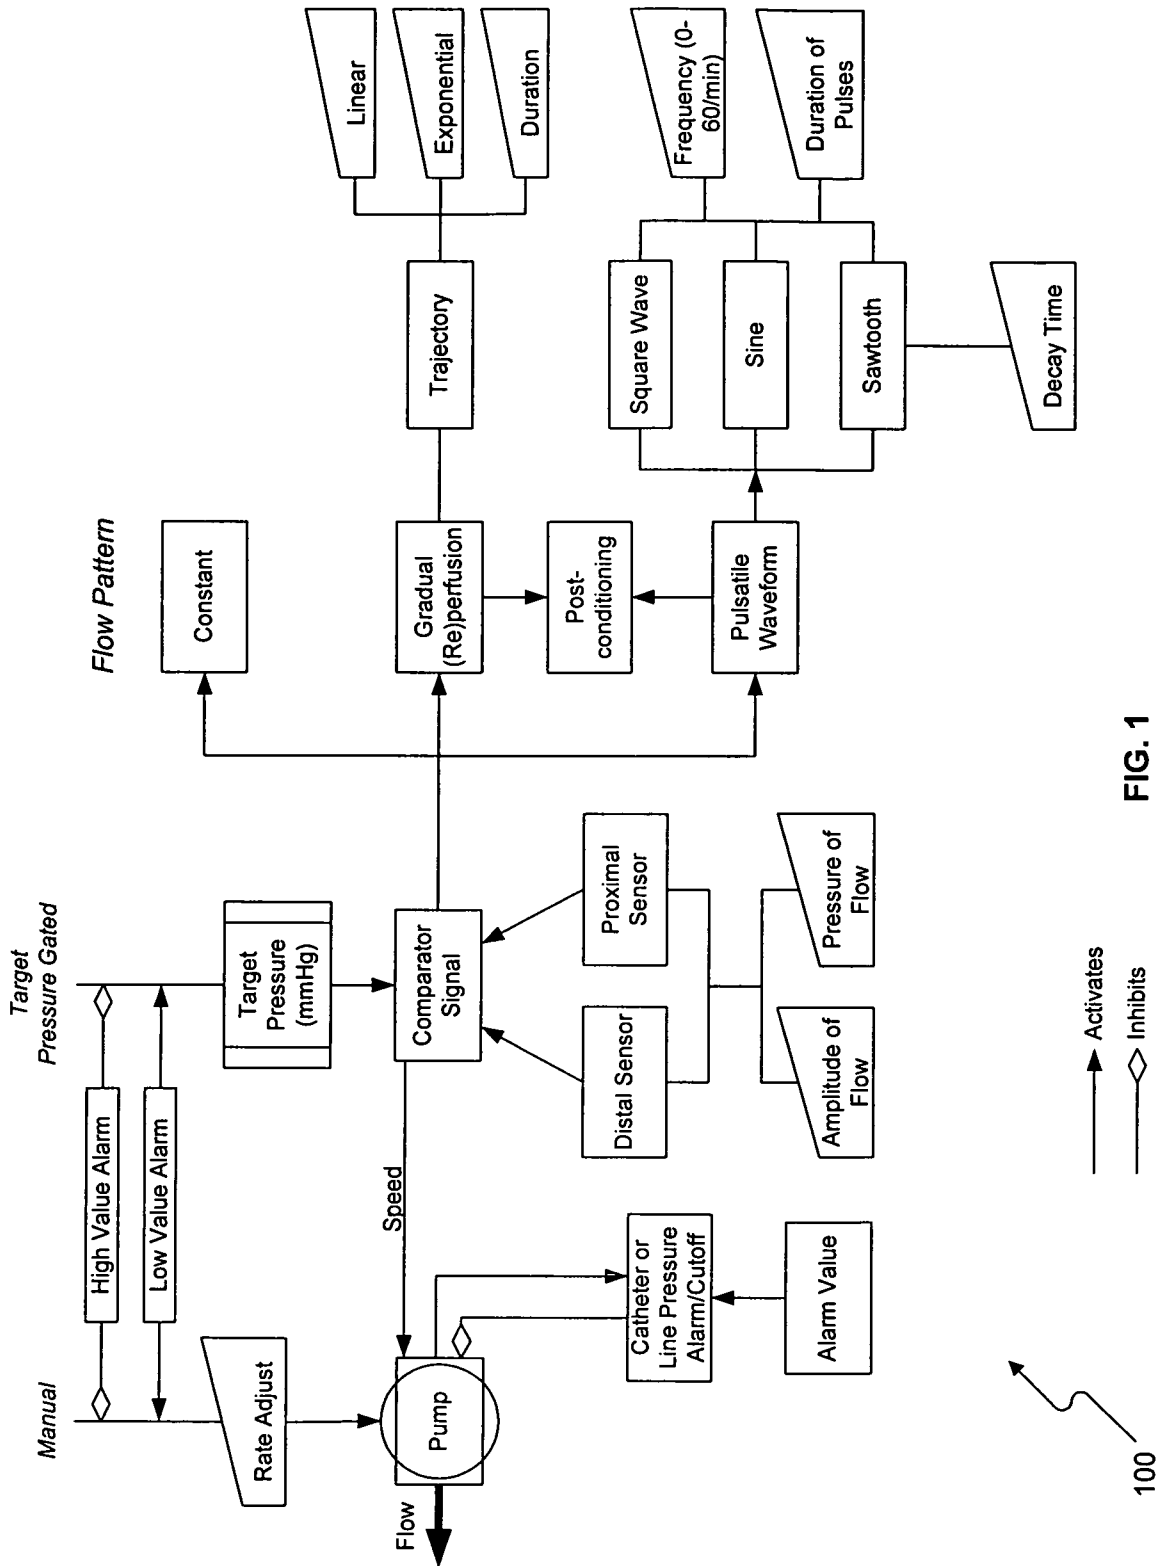 Manual
Target
Pressure Gated
Flow Pattern
High Value Alarm
Low Value Alarm
Rate Adjust
Target
Pressure
(mmHg)
Constant
Flow
Pump
Speed
Comparator
Signal
Gradual
(Re)perfusion
Trajectory
Linear
Exponential
Duration
Post-
conditioning
Catheter or
Line Pressure
Alarm/Cutoff
Distal Sensor
Proximal
Sensor
Pulsatile
Waveform
Square Wave
Sine
Sawtooth
Frequency (0-
60/min)
Duration of
Pulses
Alarm Value
Amplitude of
Flow
Pressure of
Flow
Decay Time
Activates
Inhibits
100
FIG. 1